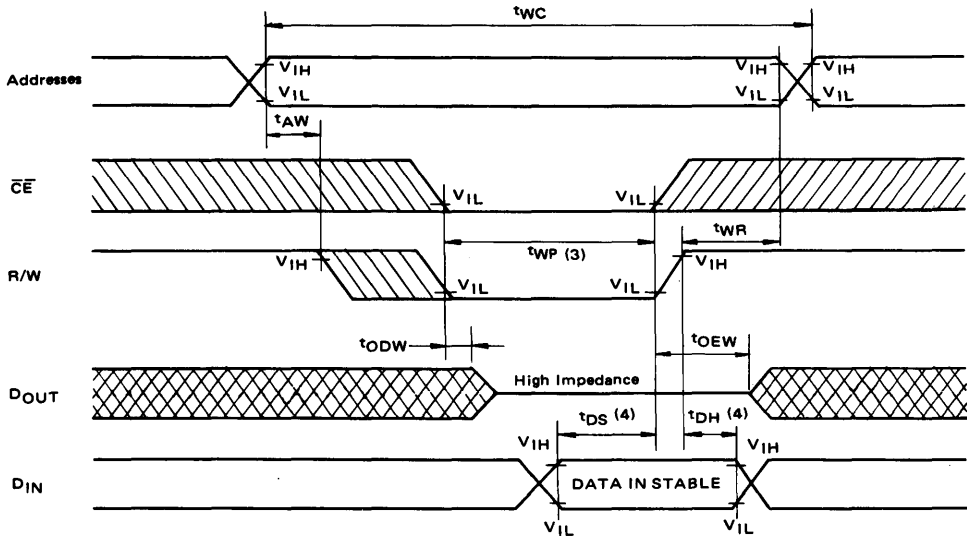 tWC
Addresses
VIH
VIL
VIH
VIL
VIH
VIL
tAW
CE
VIL
VIL
tWR
tWP (3)
R/W
VIH
VIL
VIL
VIH
tODW
tOEW
DOUT
High Impedance
tDS (4)
tDH (4)
VIH
VIH
DIN
DATA IN STABLE
VIL
VIL